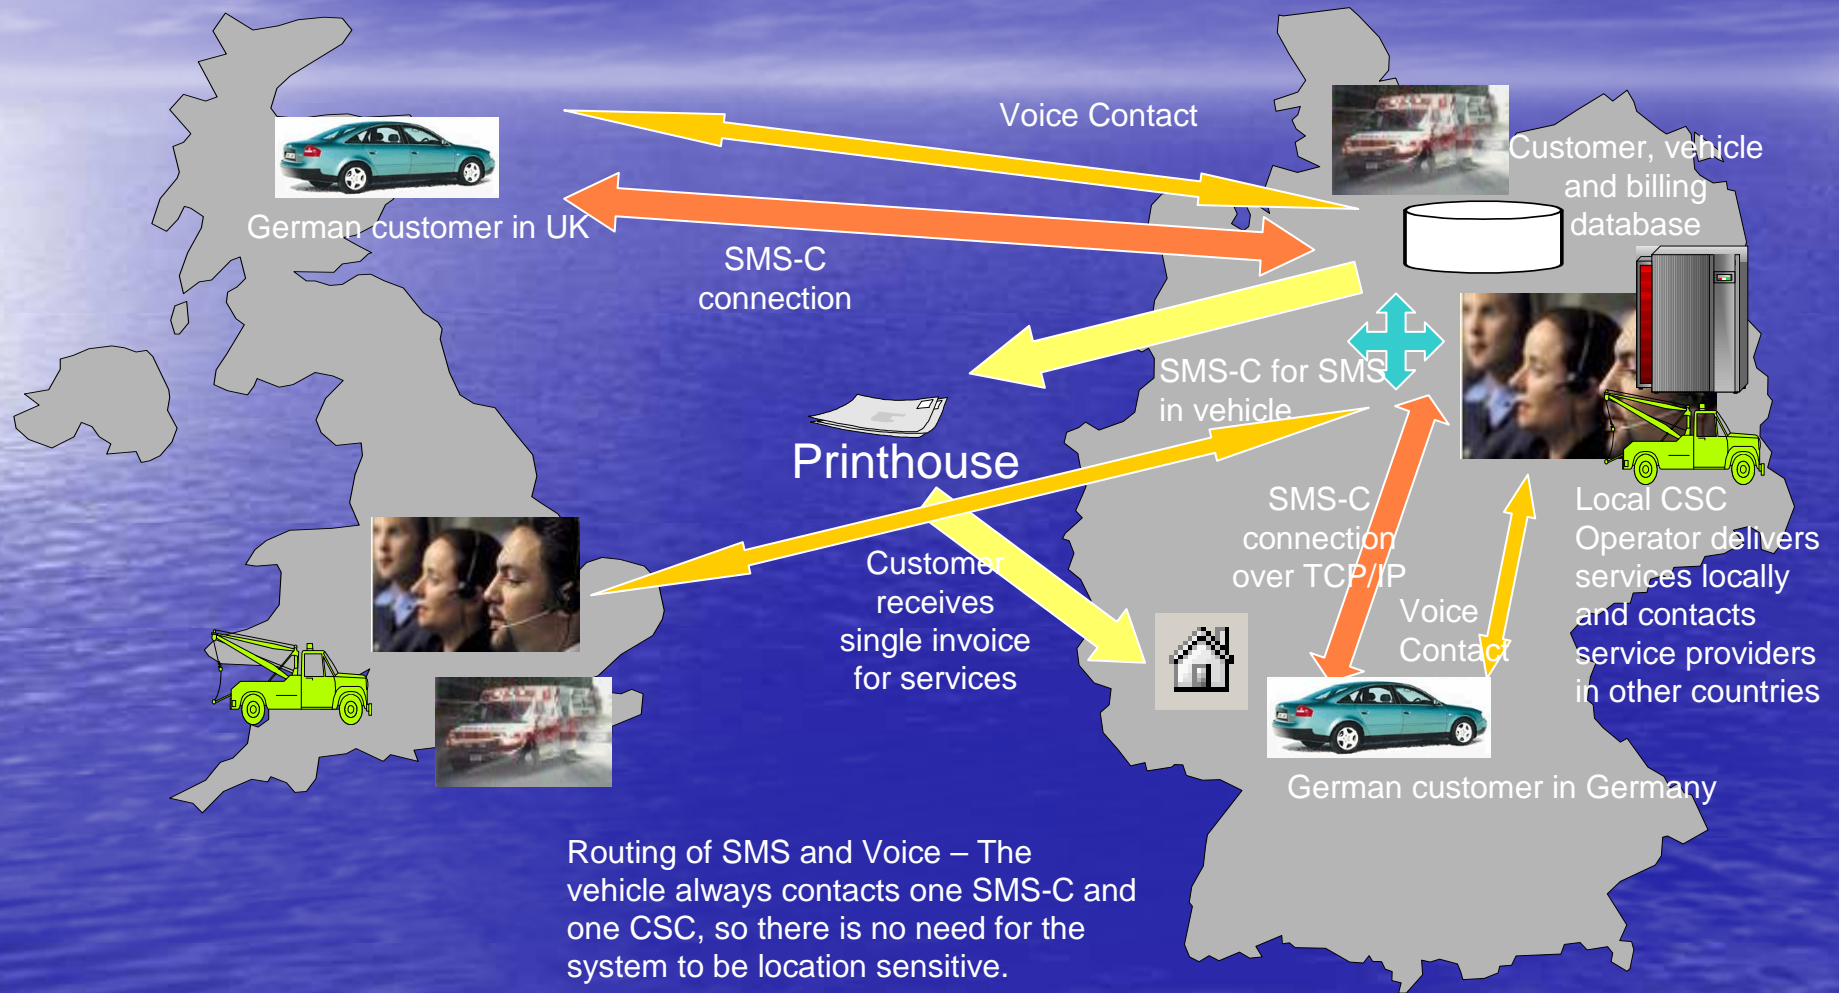 Voice Contact
Customer, vehicle
and billing
database
German customer in UK
SMS-C
connection
SMS-C for SMS
in vehicle
Printhouse
SMS-C
connection
over TCP/IP
Local CSC
Operator delivers
services locally
and contacts
service providers
in other countries
Customer
receives
single invoice
for services
Voice
Contact
German customer in Germany
Routing of SMS and Voice – The
vehicle always contacts one SMS-C and
one CSC, so there is no need for the
system to be location sensitive.